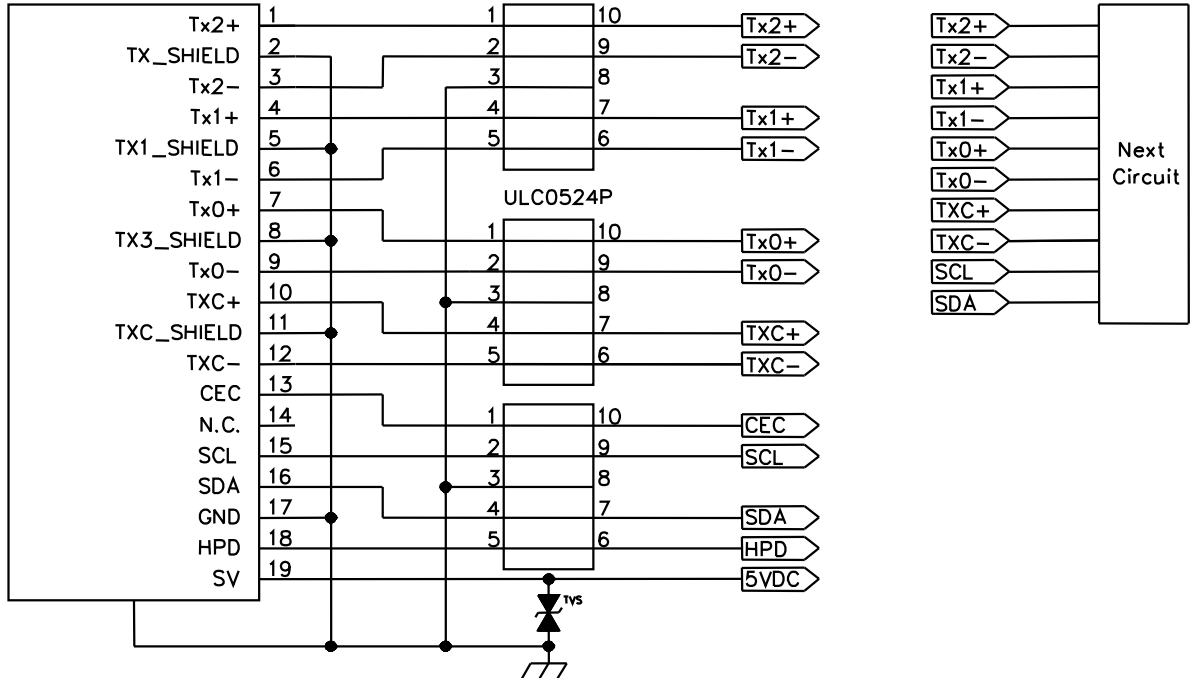 Tx2+ 1 1 10 Tx2+ Tx2+
TX_SHIELD 2 2 9 Tx2- Tx2-
Tx2- 3 3 8 Tx1+
Tx1+ 4 4 7 Tx1+ Tx1-
TX1_SHIELD 5 5 6 Tx1- Tx0+ Next
Tx1- 6 Tx0- Circuit
ULC0524P
Tx0+ 7 TXC+
TX3_SHIELD 8 1 10 Tx0+ TXC-
Tx0- 9 2 9 Tx0- SCL
TXC+ 10 3 8 SDA
TXC_SHIELD 11 4 7 TXC+
TXC- 12 5 6 TXC-
CEC 13
N.C. 14 1 10 CEC
SCL 15 2 9 SCL
SDA 16 3 8
GND 17 4 7 SDA
HPD 18 5 6 HPD
SV 19 5VDC
TVS